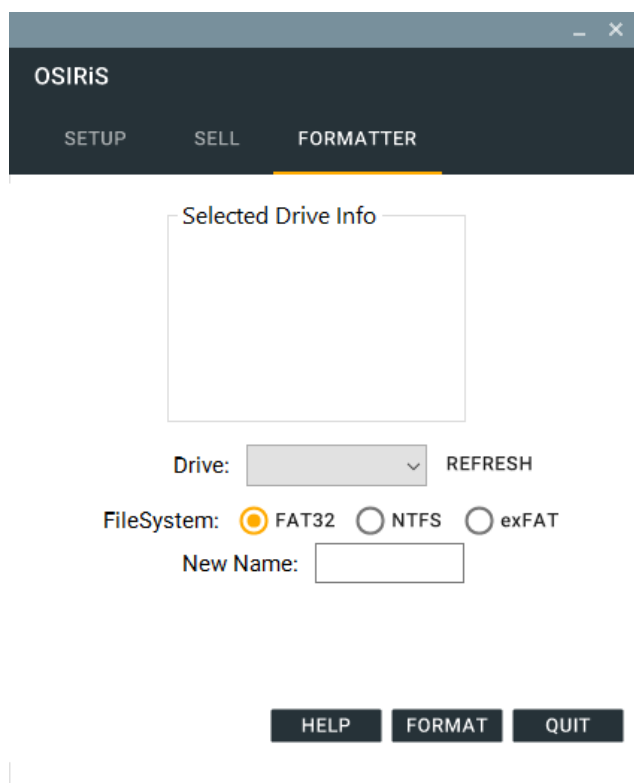 OSIRiS
SETUP SELL FORMATTER
Selected Drive Info
Drive: REFRESH
FileSystem: FAT32 NTFS exFAT
New Name:
HELP FORMAT QUIT